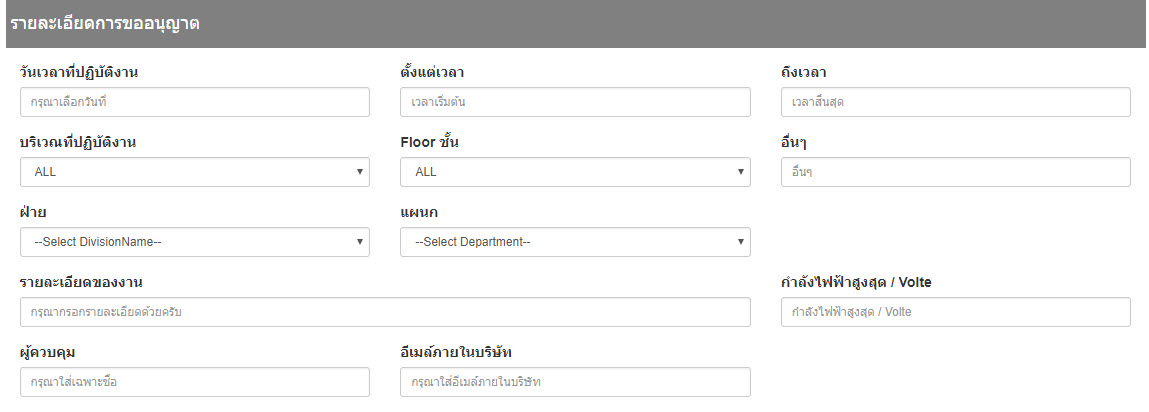 รายละเอียดการขออนุญาต
วันเวลาที่ปฏิบัติงาน ตั้งแต่เวลา ถึงเวลา
กรุณาเลือกวันที่ เวลาเริ่มต้น เวลาสิ้นสุด
บริเวณที่ปฏิบัติงาน Floor ชั้น อื่นๆ
ALL ALL อื่นๆ
ฝ่าย แผนก
--Select DivisionName-- --Select Department--
รายละเอียดของงาน กำลังไฟฟ้าสูงสุด / Volte
กรุณากรอกรายละเอียดด้วยครับ กำลังไฟฟ้าสูงสุด / Volte
ผู้ควบคุม อีเมล์ภายในบริษัท
กรุณาใส่เฉพาะชื่อ กรุณาใส่อีเมล์ภายในบริษัท